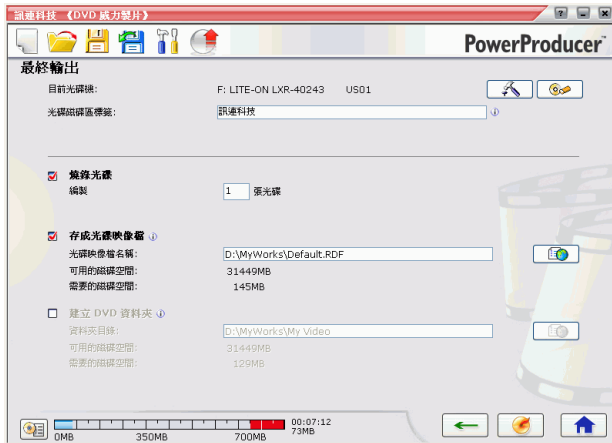 訊連科技 《DVD 威力製片》
PowerProducer™
最終輸出
目前光碟機: F: LITE-ON LXR-40243 US01
光碟磁碟區標籤: 訊連科技
燒錄光碟
編製 1 張光碟
存成光碟映像檔
光碟映像檔名稱: D:\MyWorks\Default.RDF
可用的磁碟空間: 31449MB
需要的磁碟空間: 145MB
建立 DVD 資料夾
資料夾目錄: D:\MyWorks\My Video
可用的磁碟空間: 31449MB
需要的磁碟空間: 129MB
00:07:12
73MB
0MB 350MB 700MB